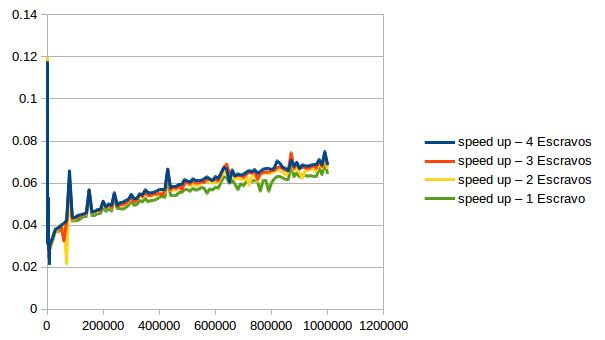 0.14
0.12
0.1
0.08
0.06
0.04
0.02
0
0 200000 400000 600000 800000 1000000 1200000
speed up – 4 Escravos
speed up – 3 Escravos
speed up – 2 Escravos
speed up – 1 Escravo